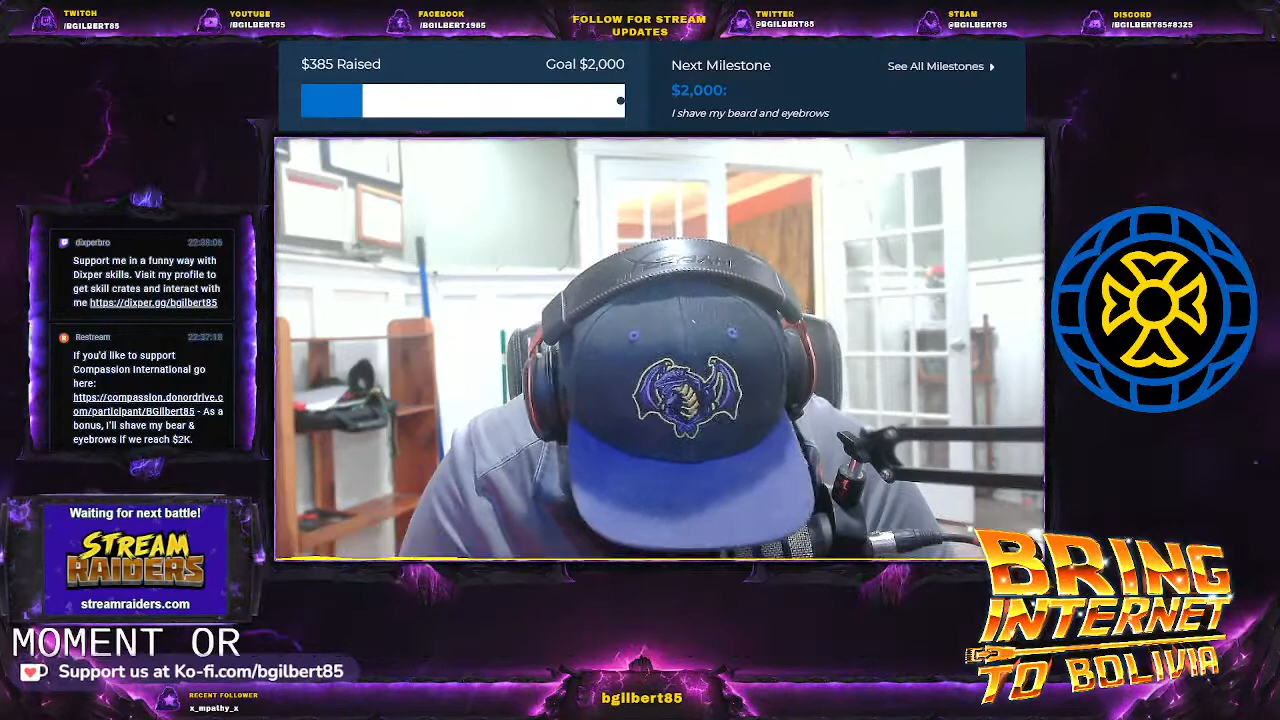 TWITCH
/BGILBERT85
YOUTUBE
/BGILBERT85
FACEBOOK
/BGILBERT1985
FOLLOW FOR STREAM
UPDATES
TWITTER
@BGILBERT85
STEAM
@BGILBERT85
DISCORD
/BGILBERT85#8325
$385 Raised
Goal $2,000
Next Milestone
See All Milestones
$2,000:
I shave my beard and eyebrows
dixperbro
22:38:06
Support me in a funny way with
Dixper skills. Visit my profile to
get skill crates and interact with
me https://dixper.gg/bgilbert85
Restream
22:37:18
If you'd like to support
Compassion International go
here:
https://compassion.donordrive.c
om/participant/BGilbert85 - As a
bonus, I'll shave my bear &
eyebrows if we reach $2K.
Waiting for next battle!
STREAM
RAIDERS
streamraiders.com
MOMENT OR
Support us at Ko-fi.com/bgilbert85
RECENT FOLLOWER
x_mpathy_x
bgilbert85
BRING
INTERNET
TO BOLIVIA